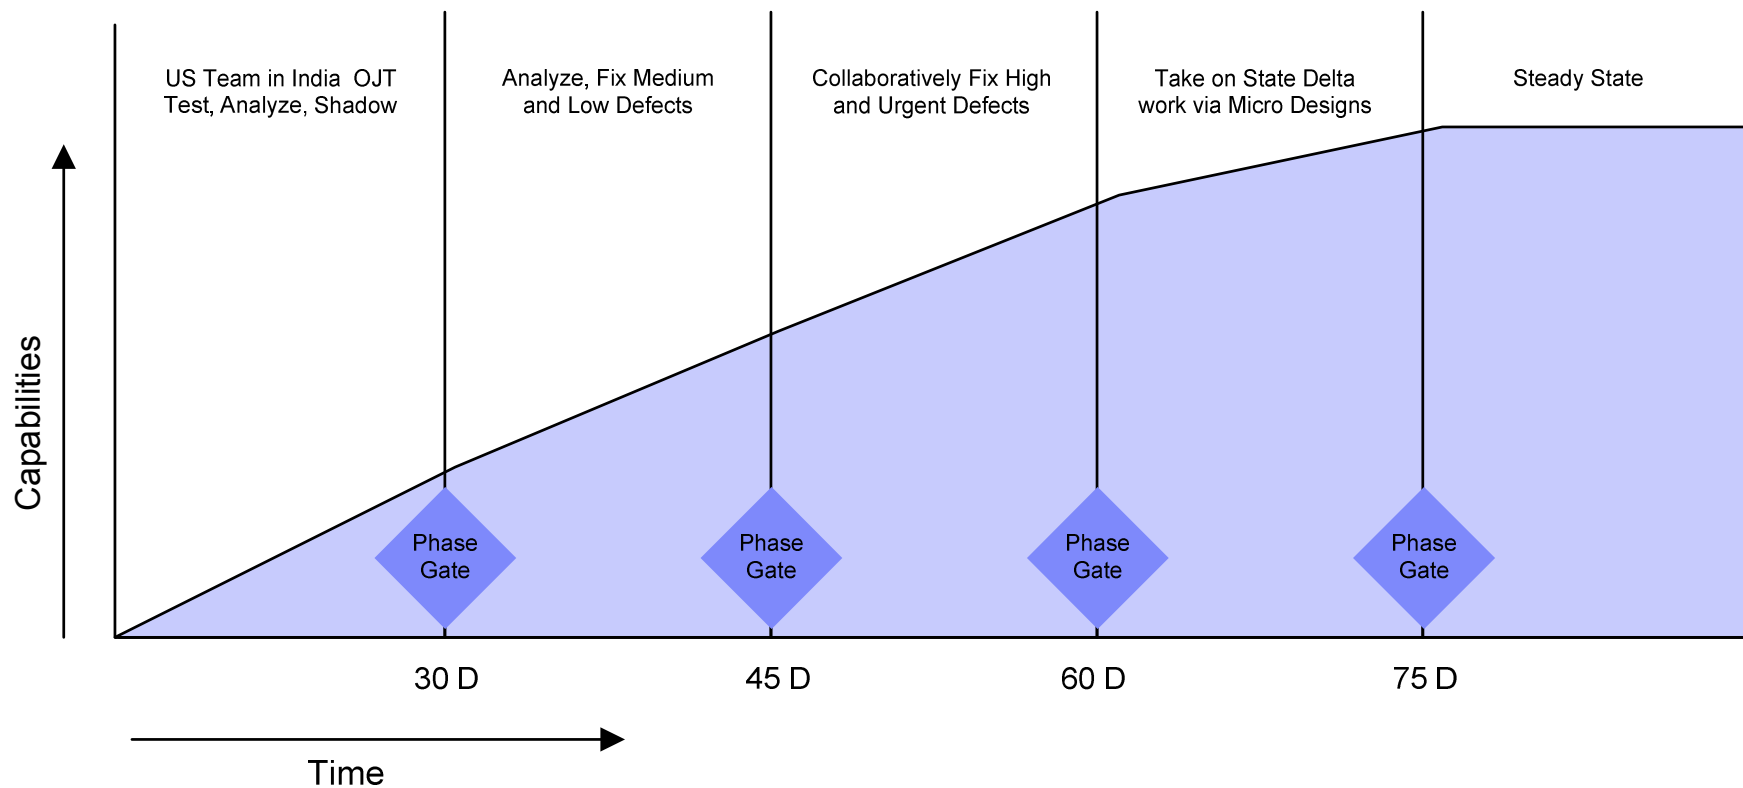 US Team in India OJT
Test, Analyze, Shadow
Analyze, Fix Medium
and Low Defects
Collaboratively Fix High
and Urgent Defects
Take on State Delta
work via Micro Designs
Steady State
Capabilities
Phase
Gate
Phase
Gate
Phase
Gate
Phase
Gate
30 D
45 D
60 D
75 D
Time